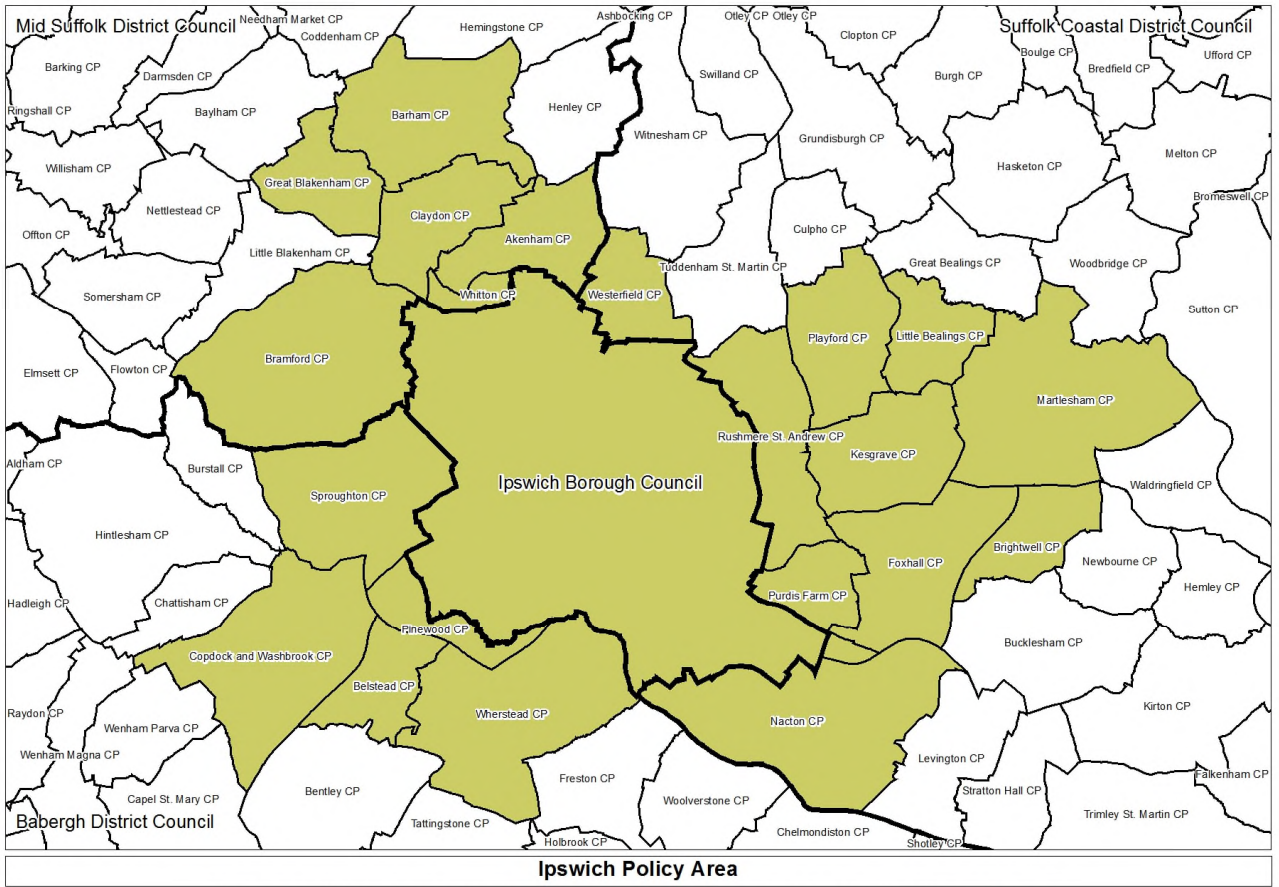 Mid Suffolk District Council
Needham Market CP
Coddenham CP
Hemingstone CP
Ashbocking CP
Otley CP
Otley CP
Clopton CP
Suffolk Coastal District Council
Boulge CP
Ufford CP
Bredfield CP
Barking CP
Darmsden CP
Swilland CP
Burgh CP
Ringshall CP
Baylham CP
Barham CP
Henley CP
Witnesham CP
Grundisburgh CP
Hasketon CP
Melton CP
Willisham CP
Great Blakenham CP
Nettlestead CP
Claydon CP
Bromeswell CP
Offton CP
Akenham CP
Culpho CP
Little Blakenham CP
Tuddenham St. Martin CP
Great Bealings CP
Woodbridge CP
Somersham CP
Whitton CP
Westerfield CP
Sutton CP
Playford CP
Little Bealings CP
Bramford CP
Elmsett CP
Flowton CP
Martlesham CP
Rushmere St. Andrew CP
Kesgrave CP
Aldham CP
Burstall CP
Sproughton CP
Ipswich Borough Council
Waldringfield CP
Hintlesham CP
Brightwell CP
Foxhall CP
Newbourne CP
Hemley CP
Hadleigh CP
Chattisham CP
Purdis Farm CP
Pinewood CP
Bucklesham CP
Copdock and Washbrook CP
Belstead CP
Raydon CP
Wherstead CP
Nacton CP
Kirton CP
Wenham Parva CP
Wenham Magna CP
Levington CP
Freston CP
Falkenham CP
Bentley CP
Stratton Hall CP
Capel St. Mary CP
Woolverstone CP
Trimley St. Martin CP
Babergh District Council
Tattingstone CP
Chelmondiston CP
Holbrook CP
Shotley CP
Ipswich Policy Area